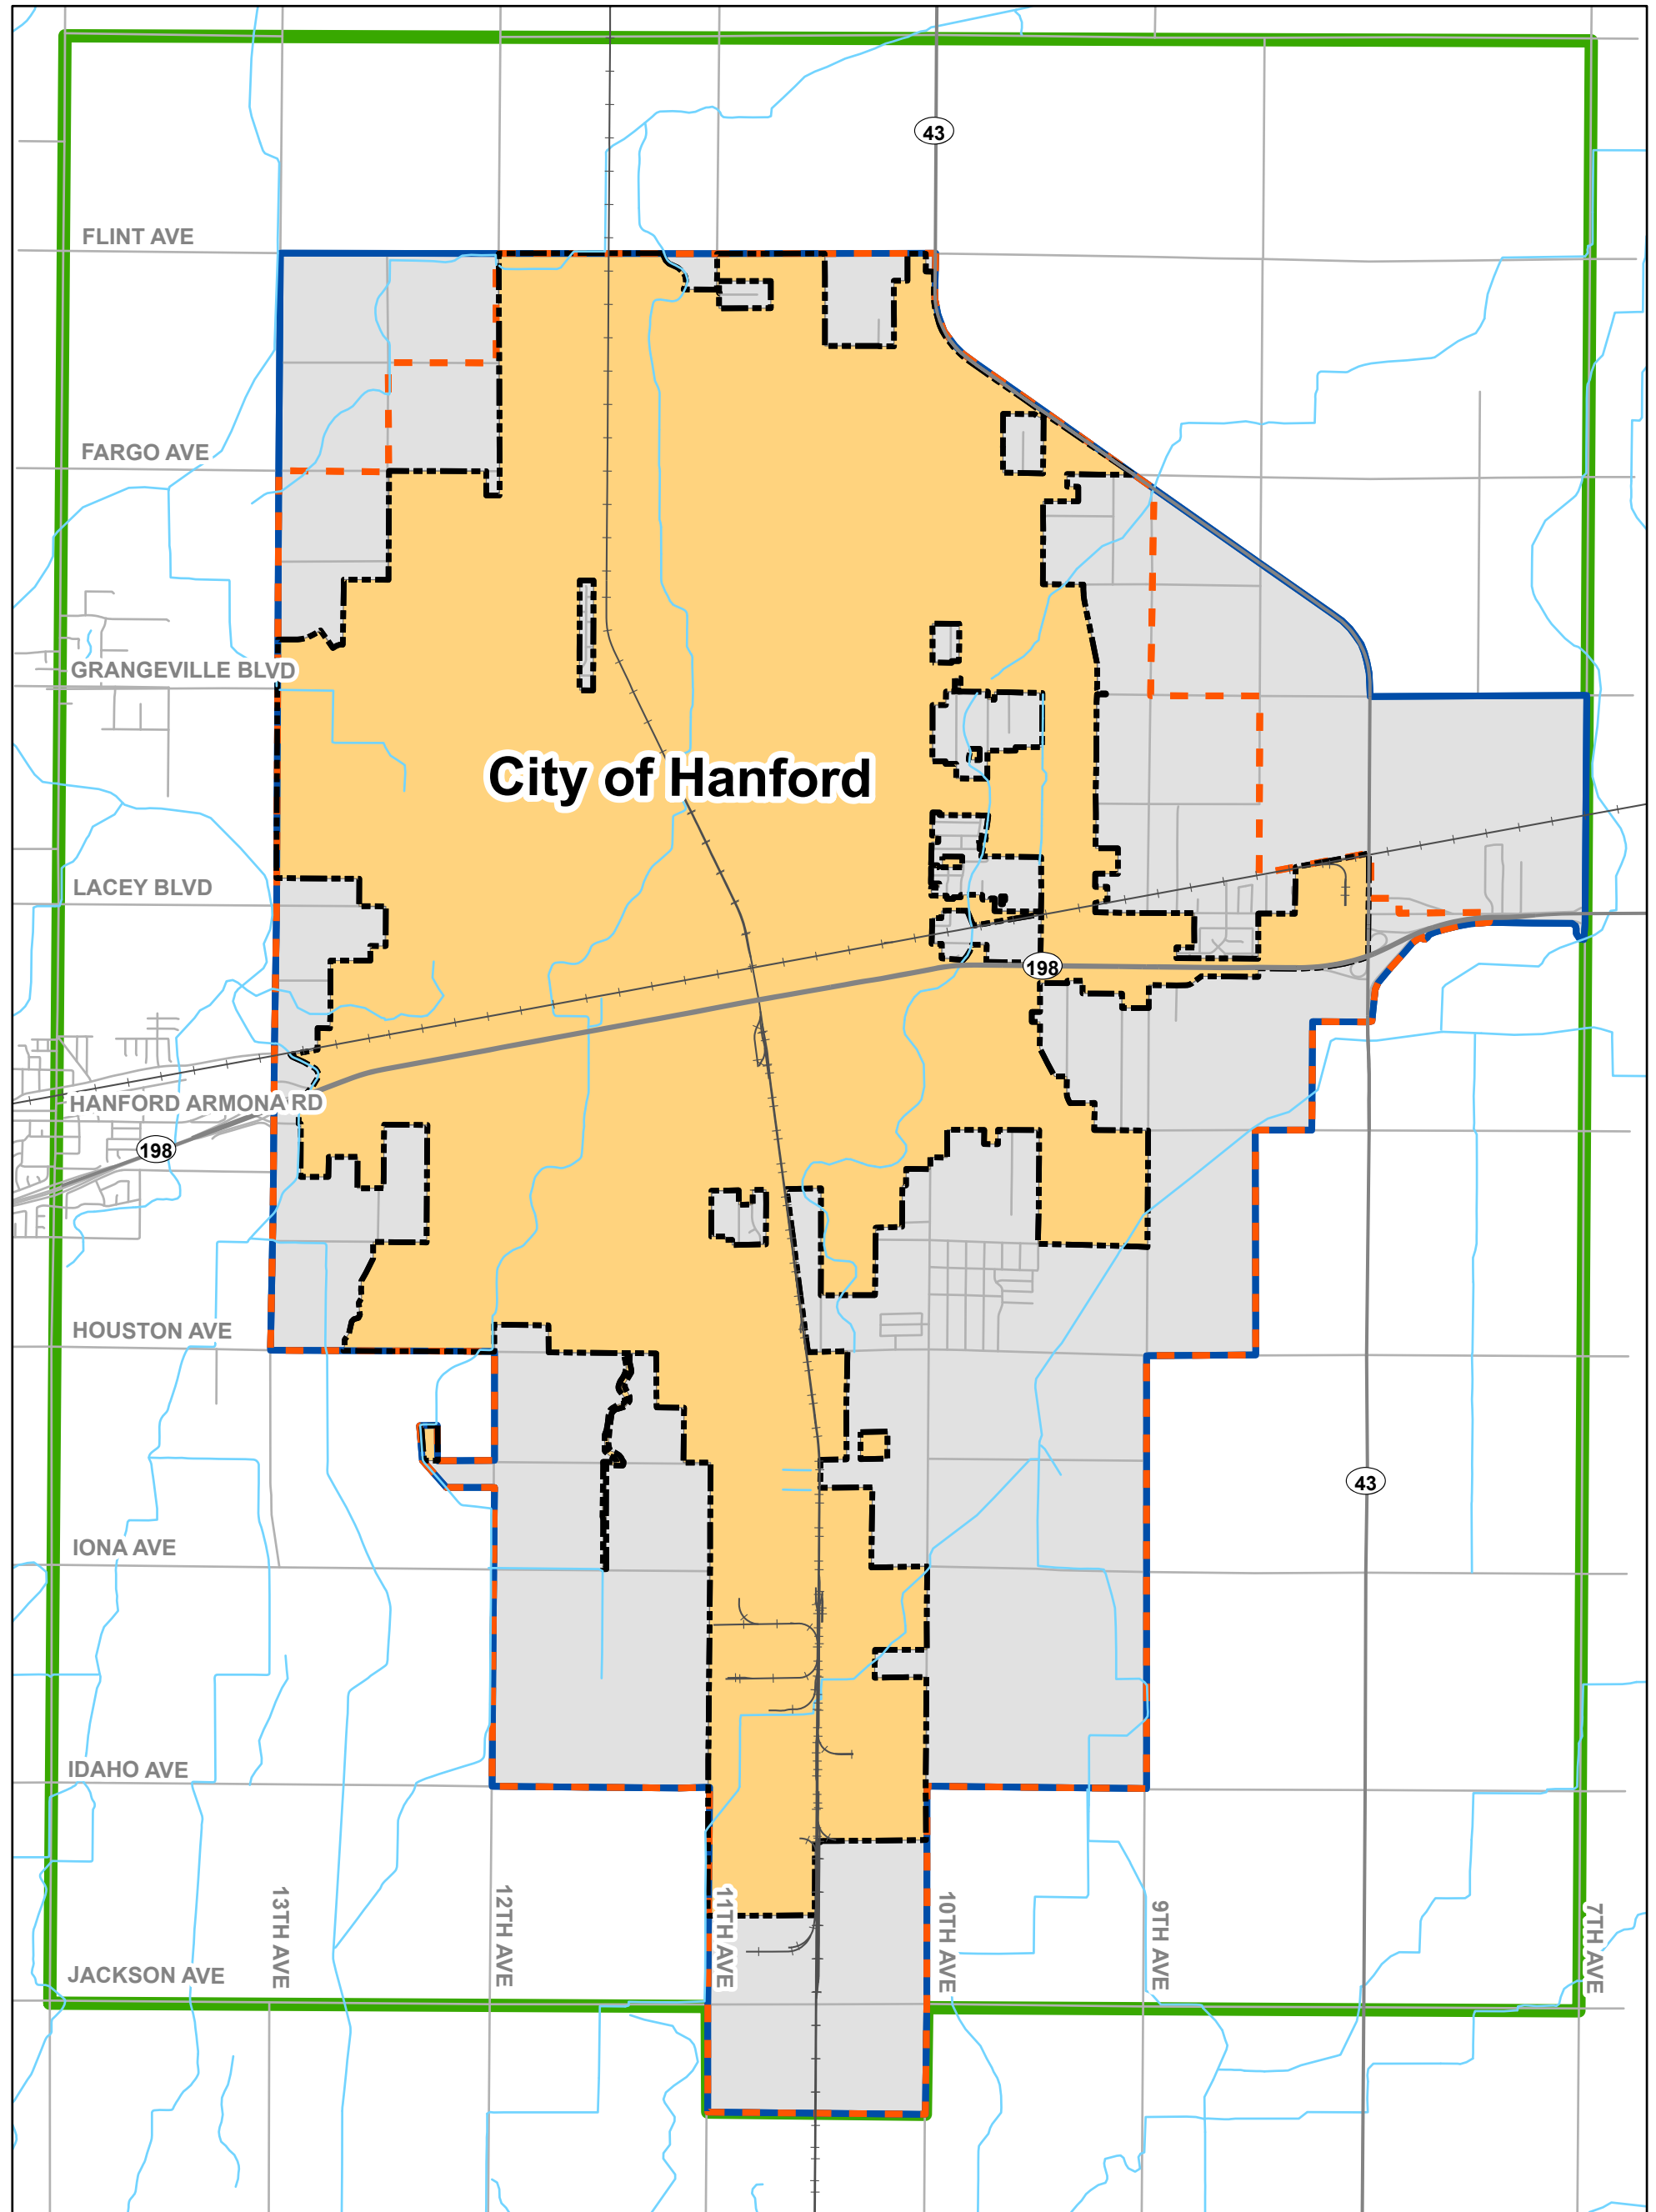 43
FLINT AVE
FARGO AVE
GRANGEVILLE BLVD
City of Hanford
LACEY BLVD
198
HANFORD ARMONA RD
198
HOUSTON AVE
43
IONA AVE
IDAHO AVE
13TH AVE
12TH AVE
11TH AVE
10TH AVE
9TH AVE
7TH AVE
JACKSON AVE